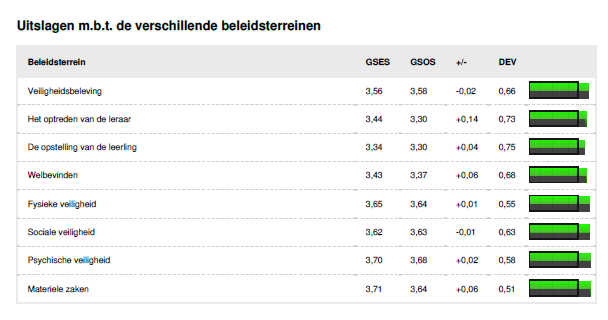 Uitslagen m.b.t. de verschillende beleidsterreinen
Beleidsterrein GSES GSOS +/- DEV
Veiligheidsbeleving 3,56 3,58 -0,02 0,66
Het optreden van de leraar 3,44 3,30 +0,14 0,73
De opstelling van de leerling 3,34 3,30 +0,04 0,75
Welbevinden 3,43 3,37 +0,06 0,68
Fysieke veiligheid 3,65 3,64 +0,01 0,55
Sociale veiligheid 3,62 3,63 -0,01 0,63
Psychische veiligheid 3,70 3,68 +0,02 0,58
Materiele zaken 3,71 3,64 +0,06 0,51